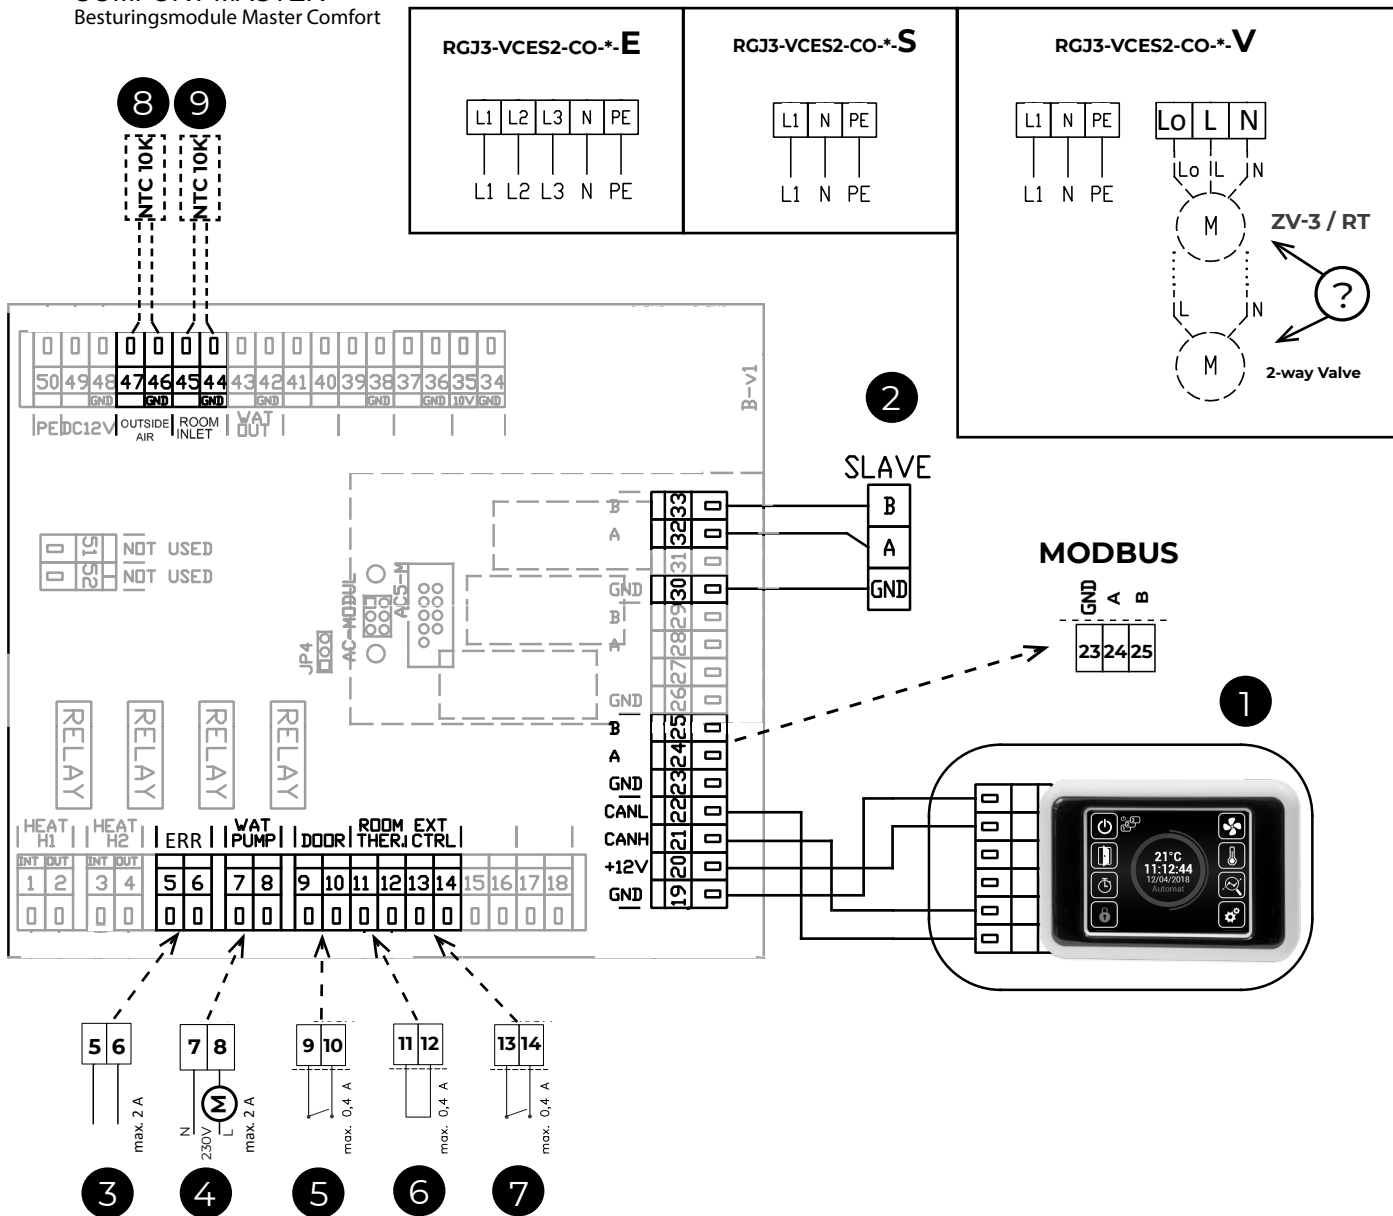 Besturingsmodule Master Comfort
RGJ3-VCES2-CO-*-E
L1 L2 L3 N PE
L1 L2 L3 N PE
RGJ3-VCES2-CO-*-S
L1 N PE
L1 N PE
RGJ3-VCES2-CO-*-V
L1 N PE
L1 N PE
Lo L N
Lo L N
M
ZV-3 / RT
?
L N
M
2-way Valve
8 9
NTC 10K NTC 10K
50 49 48 47 46 45 44 43 42 41 40 39 38 37 36 35 34
GND GND GND GND GND GND 10V GND
PE DC12V OUTSIDE AIR ROOM INLET WAT OUT
B-v1
51 NOT USED
52 NOT USED
JP4
AC-MODUL
AC5-M
2
SLAVE
B
A
GND
B 33
A 32
31
GND 30
B 29
A 28
27
GND 26
B 25
A 24
GND 23
CANL 22
CANH 21
+12V 20
GND 19
MODBUS
GND A B
23 24 25
1
21°C
11:12:44
12/04/2018
Automat
RELAY RELAY RELAY RELAY
HEAT H1 HEAT H2 ERR WAT PUMP DOOR ROOM THER. EXT CTRL
INT OUT INT OUT
1 2 3 4 5 6 7 8 9 10 11 12 13 14 15 16 17 18
5 6
max. 2 A
3
7 8
M
N 230V L
max. 2 A
4
9 10
max. 0,4 A
5
11 12
max. 0,4 A
6
13 14
max. 0,4 A
7